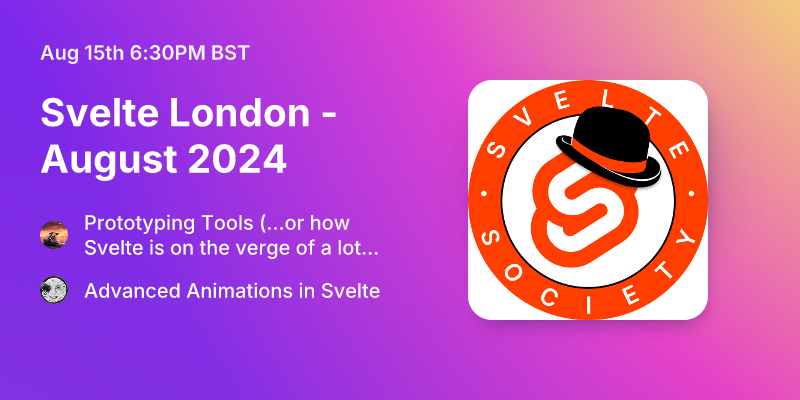 Aug 15th 6:30PM BST
Svelte London -
August 2024
Prototyping Tools (...or how
Svelte is on the verge of a lot...
Advanced Animations in Svelte
SVELTE
SOCIETY